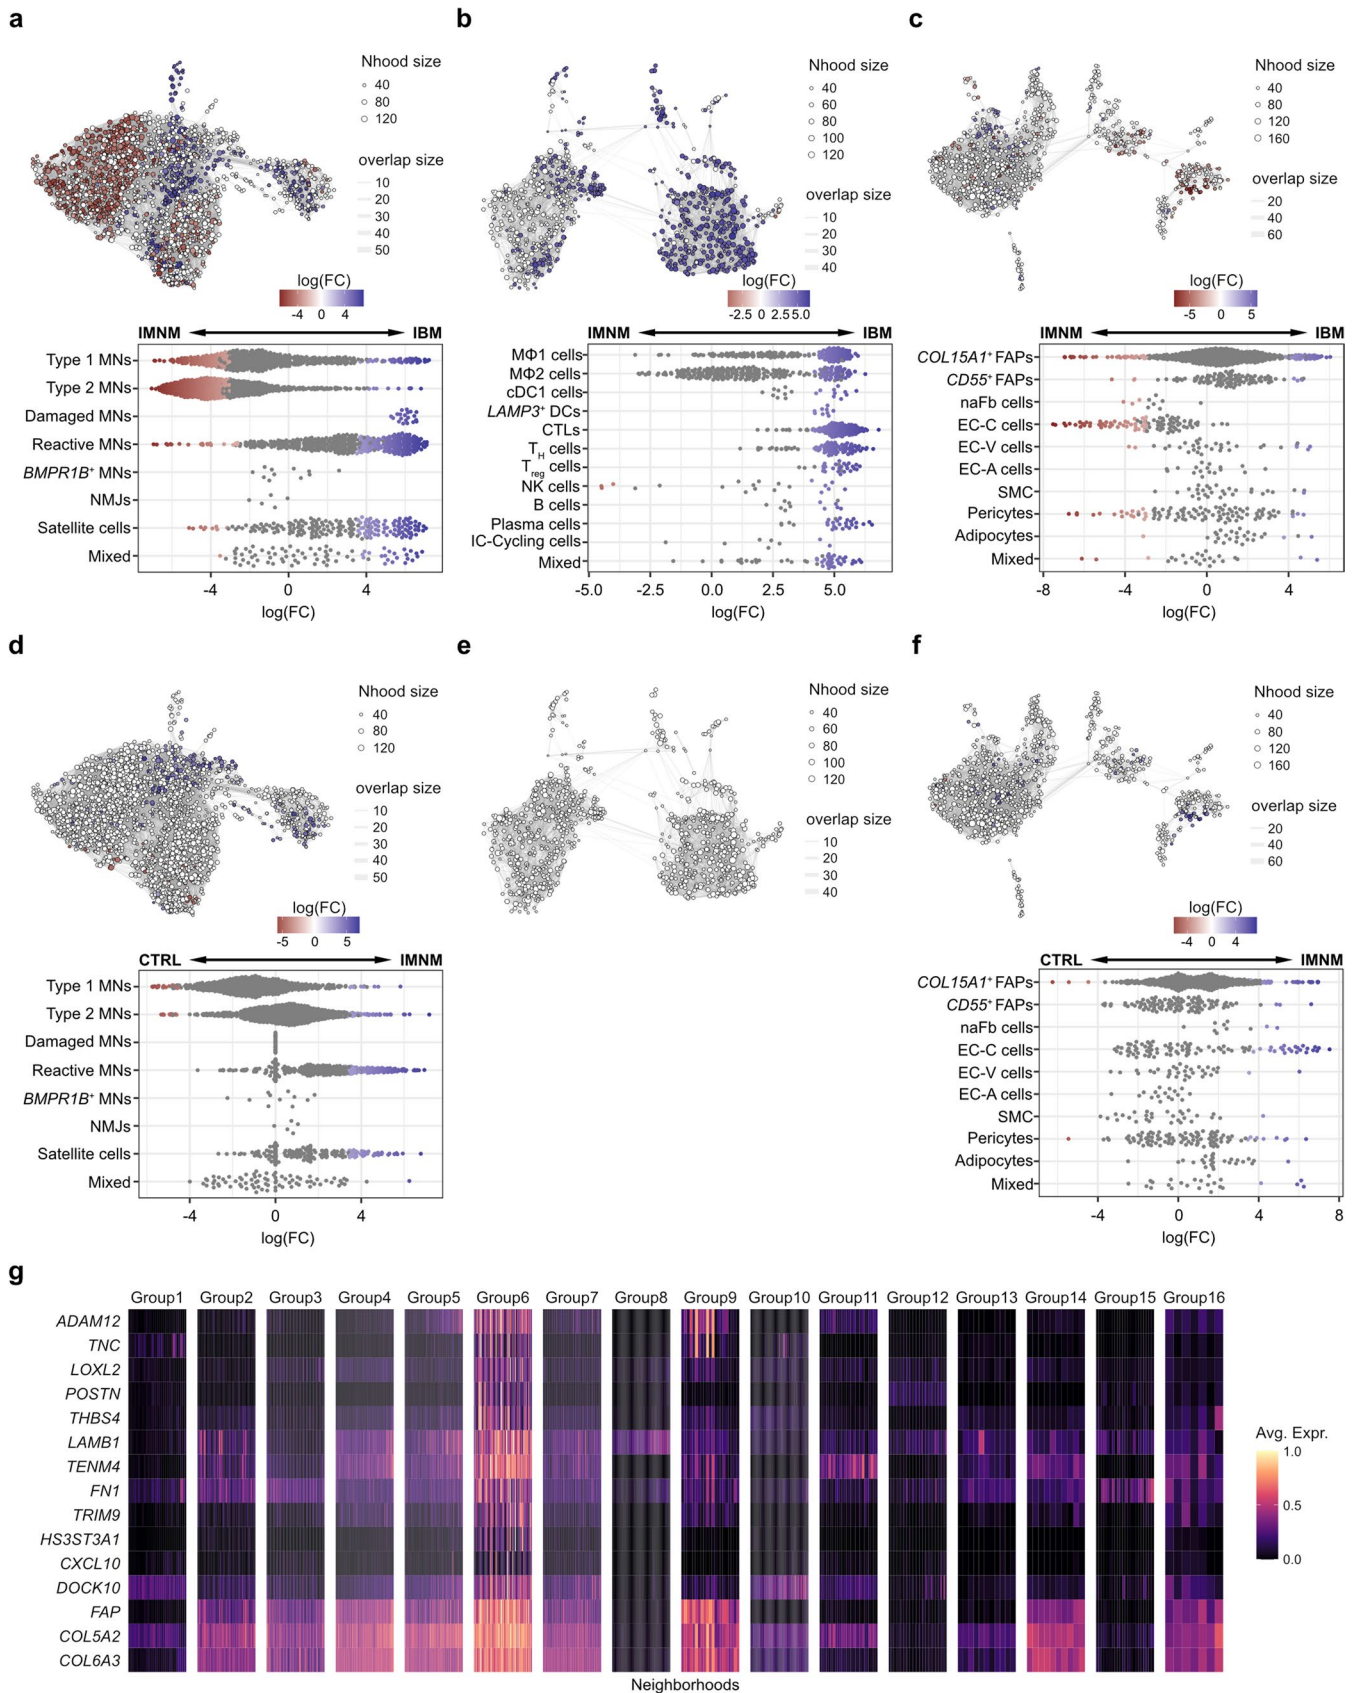 a
Nhood size
40
80
120
overlap size
10
20
30
40
50
log(FC)
-4 0 4
IMNM IBM
Type 1 MNs
Type 2 MNs
Damaged MNs
Reactive MNs
BMPR1B+ MNs
NMJs
Satellite cells
Mixed
-4 0 4
log(FC)
b
Nhood size
40
60
80
100
120
overlap size
10
20
30
40
log(FC)
-2.5 0 2.5 5.0
IMNM IBM
MΦ1 cells
MΦ2 cells
cDC1 cells
LAMP3+ DCs
CTLs
TH cells
Treg cells
NK cells
B cells
Plasma cells
IC-Cycling cells
Mixed
-5.0 -2.5 0.0 2.5 5.0
log(FC)
c
Nhood size
40
80
120
160
overlap size
20
40
60
log(FC)
-5 0 5
IMNM IBM
COL15A1+ FAPs
CD55+ FAPs
naFb cells
EC-C cells
EC-V cells
EC-A cells
SMC
Pericytes
Adipocytes
Mixed
-8 -4 0 4
log(FC)
d
Nhood size
40
80
120
overlap size
10
20
30
40
50
log(FC)
-5 0 5
CTRL IMNM
Type 1 MNs
Type 2 MNs
Damaged MNs
Reactive MNs
BMPR1B+ MNs
NMJs
Satellite cells
Mixed
-4 0 4
log(FC)
e
Nhood size
40
60
80
100
120
overlap size
10
20
30
40
f
Nhood size
40
80
120
160
overlap size
20
40
60
log(FC)
-4 0 4
CTRL IMNM
COL15A1+ FAPs
CD55+ FAPs
naFb cells
EC-C cells
EC-V cells
EC-A cells
SMC
Pericytes
Adipocytes
Mixed
-4 0 4 8
log(FC)
g
Group1 Group2 Group3 Group4 Group5 Group6 Group7 Group8 Group9 Group10 Group11 Group12 Group13 Group14 Group15 Group16
ADAM12
TNC
LOXL2
POSTN
THBS4
LAMB1
TENM4
FN1
TRIM9
HS3ST3A1
CXCL10
DOCK10
FAP
COL5A2
COL6A3
Neighborhoods
Avg. Expr.
1.0
0.5
0.0